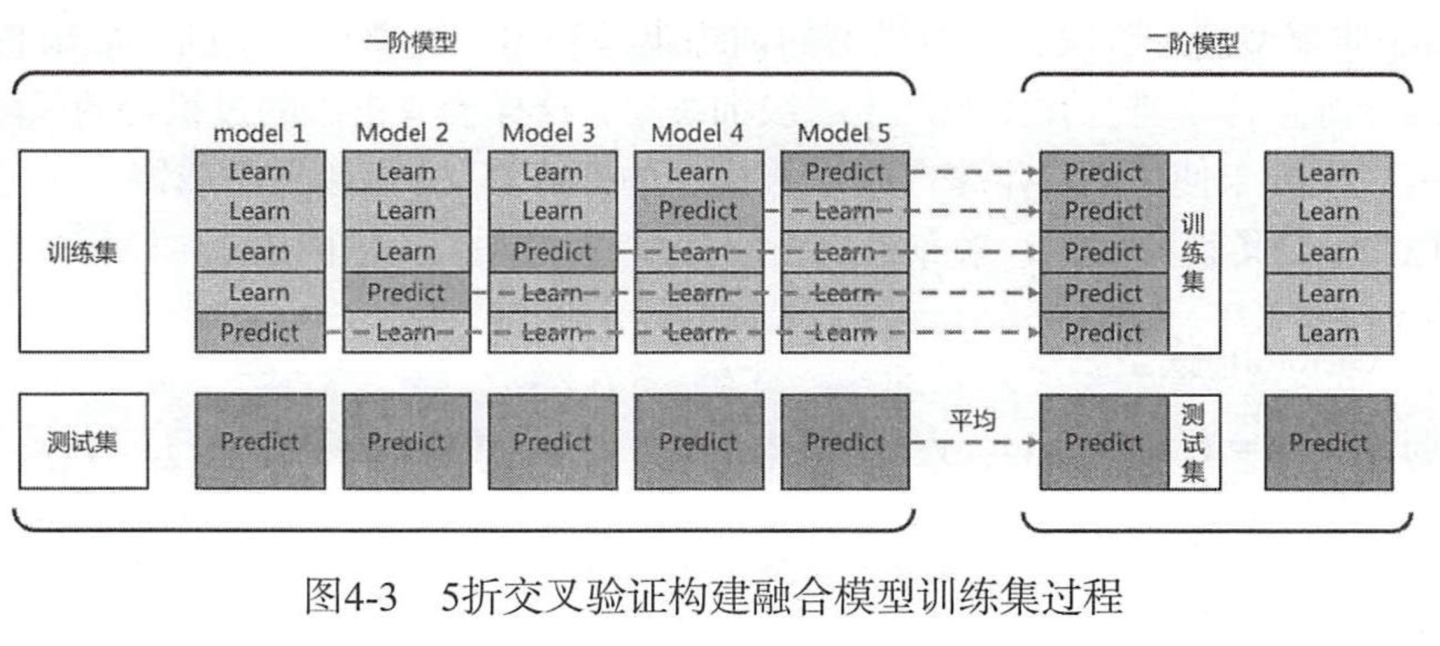 一阶模型 二阶模型
model 1 Model 2 Model 3 Model 4 Model 5
Learn Learn Learn Learn Predict Predict Learn
Learn Learn Learn Predict Learn Predict Learn
训练集 Learn Learn Predict Learn Learn Predict 训练集 Learn
Learn Predict Learn Learn Learn Predict Learn
Predict Learn Learn Learn Learn Predict Learn
测试集 Predict Predict Predict Predict Predict 平均 Predict 测试集 Predict
图4-3 5折交叉验证构建融合模型训练集过程